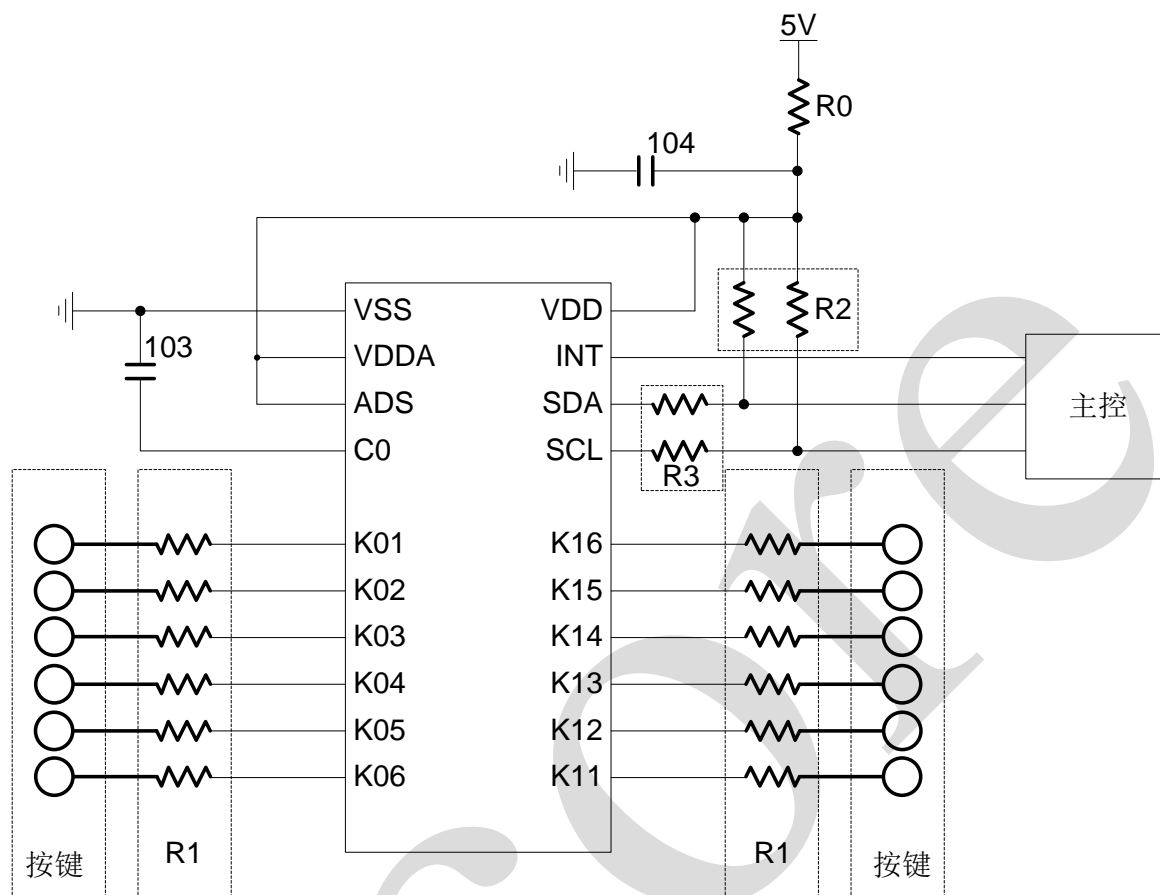 5V
R0
104
VSS
VDD
R2
103
VDDA
INT
ADS
SDA
主控
C0
SCL
R3
K01
K16
K02
K15
K03
K14
K04
K13
K05
K12
K06
K11
按键
R1
R1
按键
ore